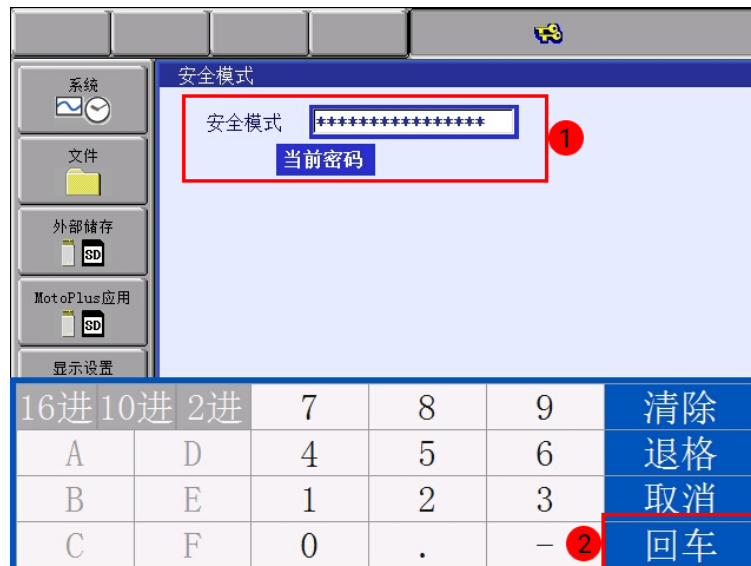 安全模式
系统
安全模式 ****************
1
当前密码
文件
外部储存
SD
MotoPlus应用
SD
显示设置
16进 10进 2进 7 8 9 清除
A D 4 5 6 退格
B E 1 2 3 取消
C F 0 . - 2 回车